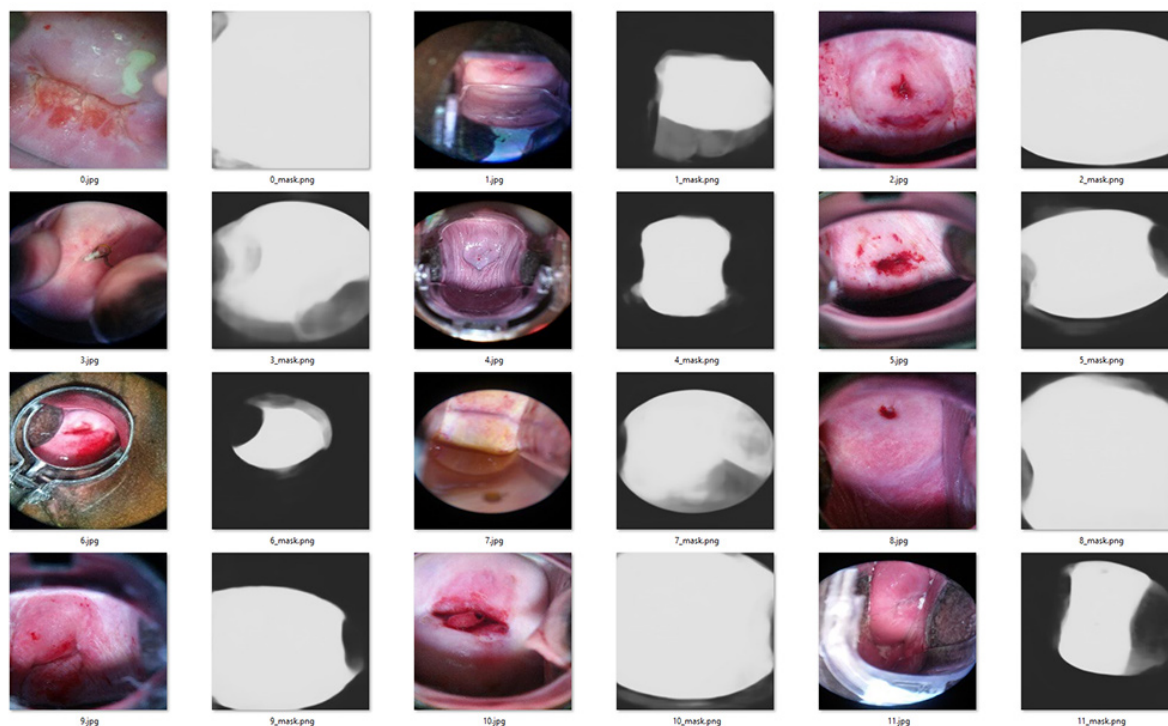 0.jpg 0_mask.png 1.jpg 1_mask.png 2.jpg 2_mask.png
3.jpg 3_mask.png 4.jpg 4_mask.png 5.jpg 5_mask.png
6.jpg 6_mask.png 7.jpg 7_mask.png 8.jpg 8_mask.png
9.jpg 9_mask.png 10.jpg 10_mask.png 11.jpg 11_mask.png